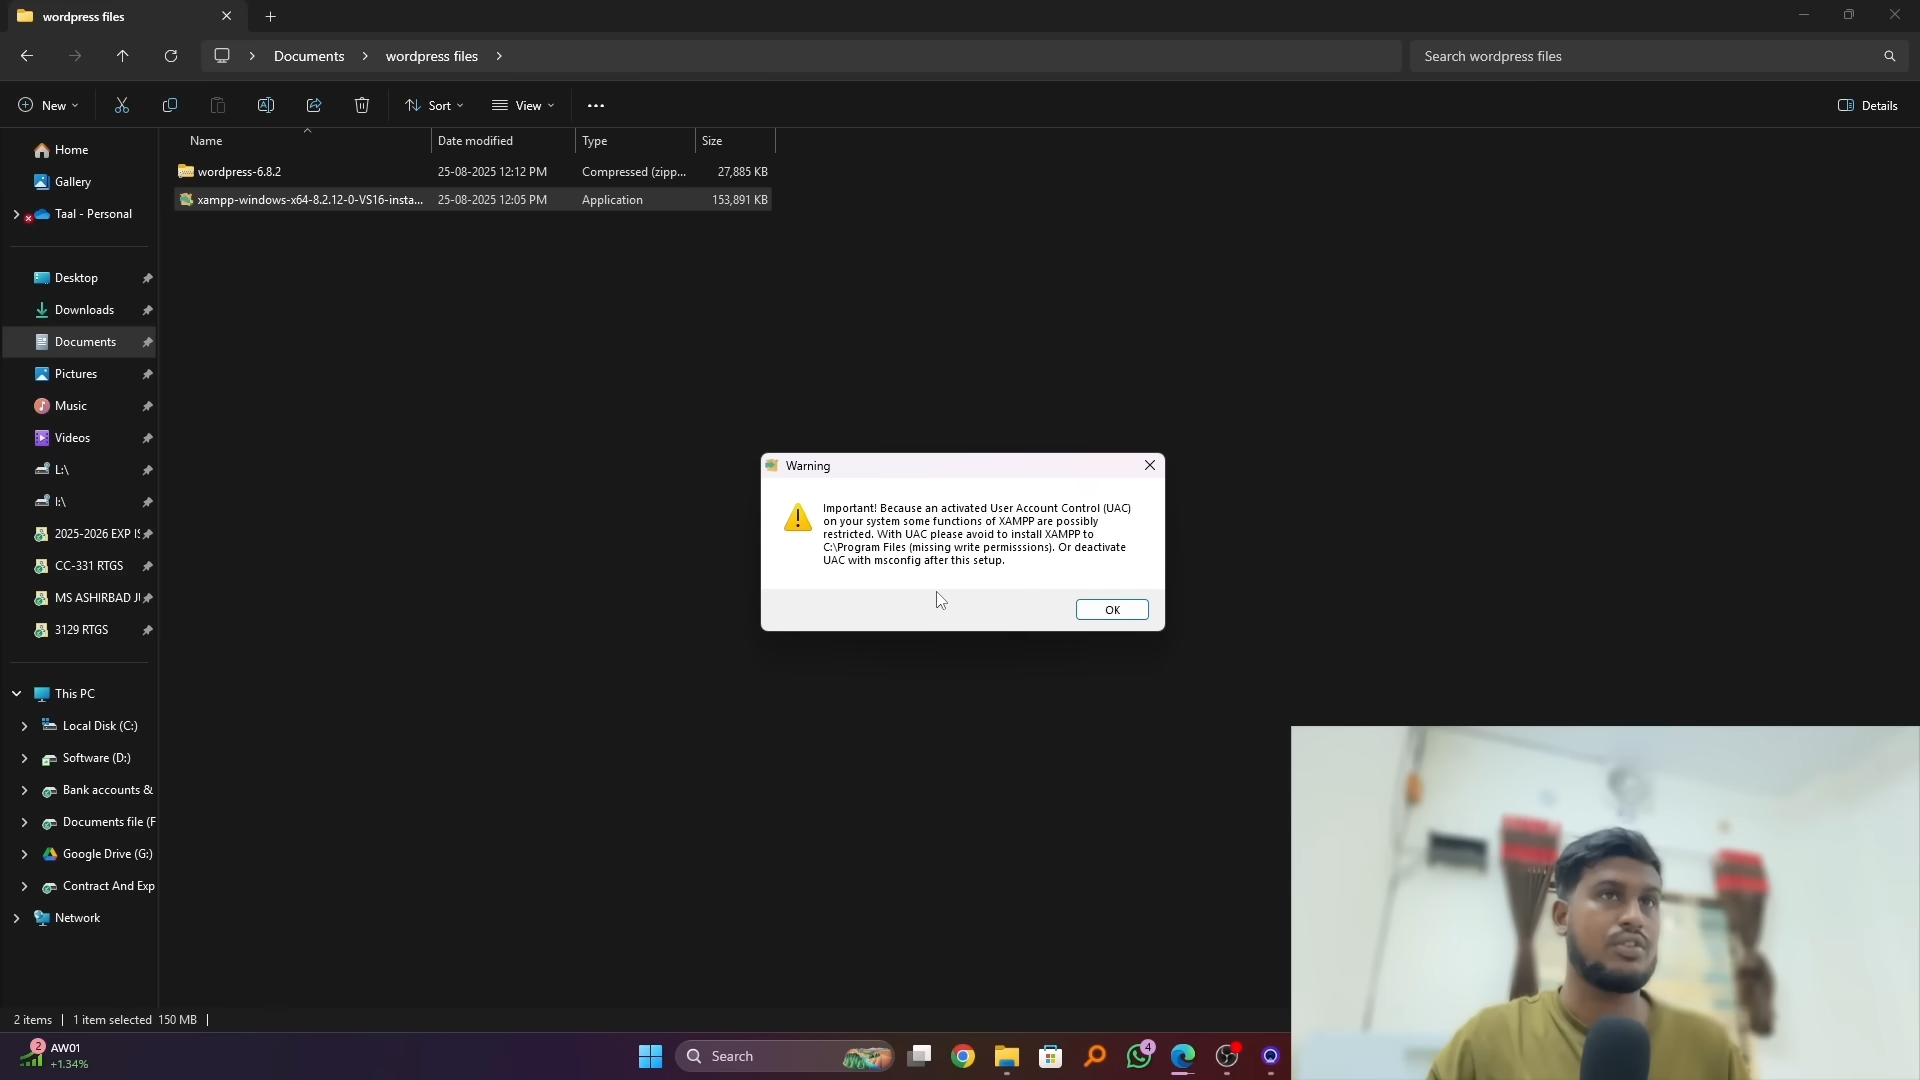 wordpress files
Documents
wordpress files
Search wordpress files
New
Sort
View
Details
Name
Date modified
Type
Size
wordpress-6.8.2
25-08-2025 12:12 PM
Compressed (zipp...
27,885 KB
xampp-windows-x64-8.2.12-0-VS16-insta...
25-08-2025 12:05 PM
Application
153,891 KB
Home
Gallery
Taal - Personal
Desktop
Downloads
Documents
Pictures
Music
Videos
L:\
I:\
2025-2026 EXP IS
CC-331 RTGS
MS ASHIRBAD JU
3129 RTGS
This PC
Local Disk (C:)
Software (D:)
Bank accounts &
Documents file (F
Google Drive (G:)
Contract And Exp
Network
Warning
Important! Because an activated User Account Control (UAC)
on your system some functions of XAMPP are possibly
restricted. With UAC please avoid to install XAMPP to
C:\Program Files (missing write permisssions). Or deactivate
UAC with msconfig after this setup.
OK
2 items
1 item selected 150 MB
2
AW01
+1.34%
Search
4